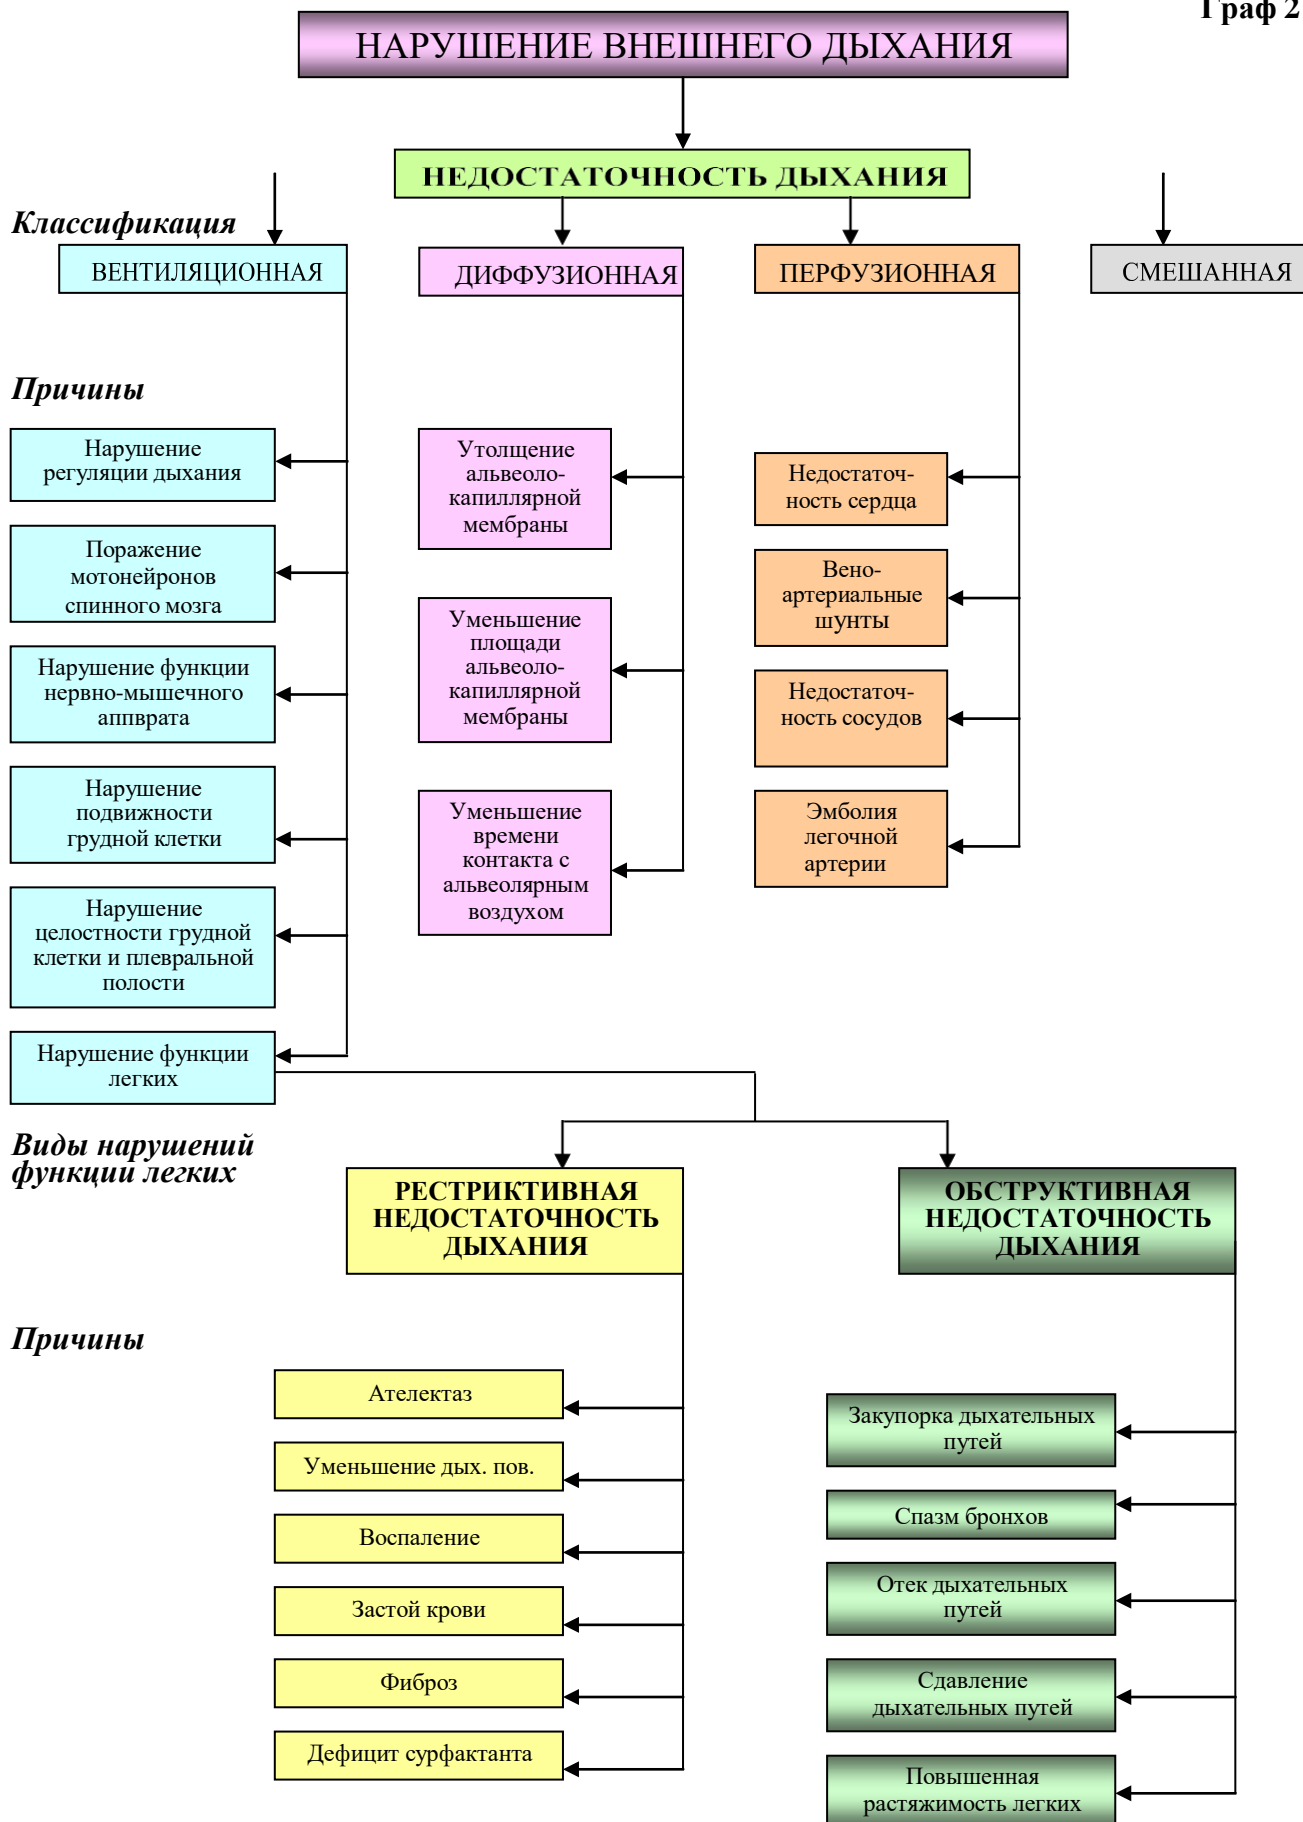 Граф 2
НАРУШЕНИЕ ВНЕШНЕГО ДЫХАНИЯ
НЕДОСТАТОЧНОСТЬ ДЫХАНИЯ
Классификация
ВЕНТИЛЯЦИОННАЯ
ДИФФУЗИОННАЯ
ПЕРФУЗИОННАЯ
СМЕШАННАЯ
Причины
Нарушение
регуляции дыхания
Поражение
мотонейронов
спинного мозга
Нарушение функции
нервно-мышечного
аппврата
Нарушение
подвижности
грудной клетки
Нарушение
целостности грудной
клетки и плевральной
полости
Нарушение функции
легких
Утолщение
альвеоло-
капиллярной
мембраны
Уменьшение
площади
альвеоло-
капиллярной
мембраны
Уменьшение
времени
контакта с
альвеолярным
воздухом
Недостаточ-
ность сердца
Вено-
артериальные
шунты
Недостаточ-
ность сосудов
Эмболия
легочной
артерии
Виды нарушений
функции легких
РЕСТРИКТИВНАЯ
НЕДОСТАТОЧНОСТЬ
ДЫХАНИЯ
ОБСТРУКТИВНАЯ
НЕДОСТАТОЧНОСТЬ
ДЫХАНИЯ
Причины
Ателектаз
Уменьшение дых. пов.
Воспаление
Застой крови
Фиброз
Дефицит сурфактанта
Закупорка дыхательных
путей
Спазм бронхов
Отек дыхательных
путей
Сдавление
дыхательных путей
Повышенная
растяжимость легких